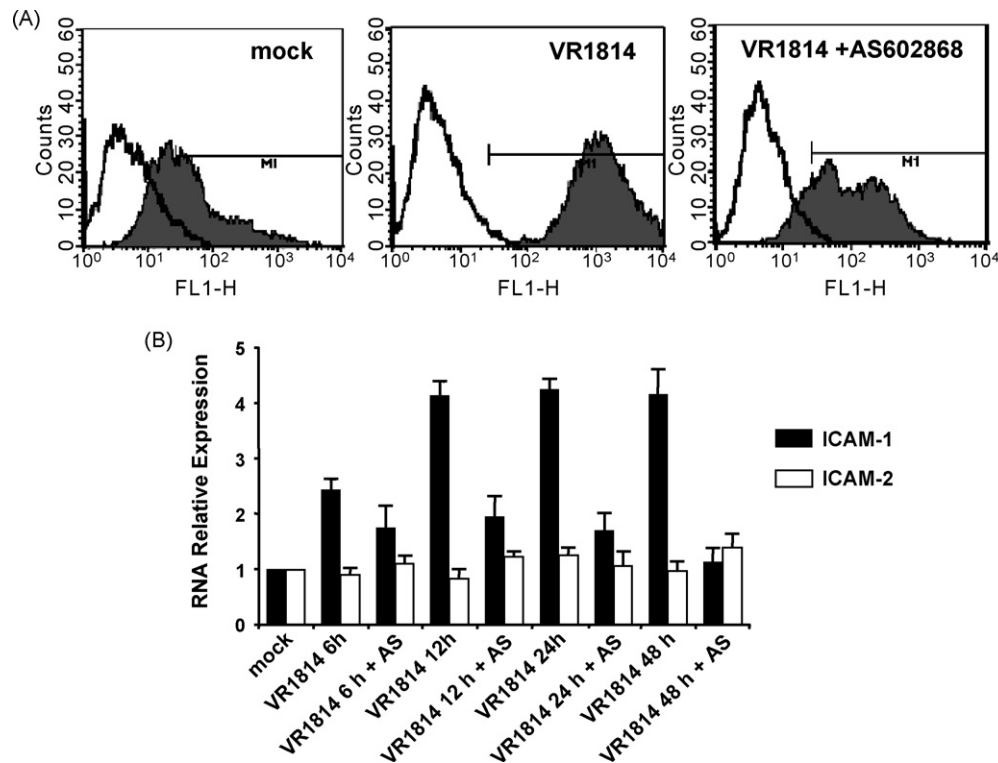 (A)
mock
VR1814
VR1814 +AS602868
Counts
60
50
40
30
20
10
0
M1
10^0 10^1 10^2 10^3 10^4
FL1-H
Counts
60
50
40
30
20
10
0
M1
10^0 10^1 10^2 10^3 10^4
FL1-H
Counts
60
50
40
30
20
10
0
M1
10^0 10^1 10^2 10^3 10^4
FL1-H
(B)
RNA Relative Expression
5
4
3
2
1
0
mock
VR1814 6h
VR1814 6 h + AS
VR1814 12h
VR1814 12 h + AS
VR1814 24h
VR1814 24 h + AS
VR1814 48 h
VR1814 48 h + AS
ICAM-1
ICAM-2